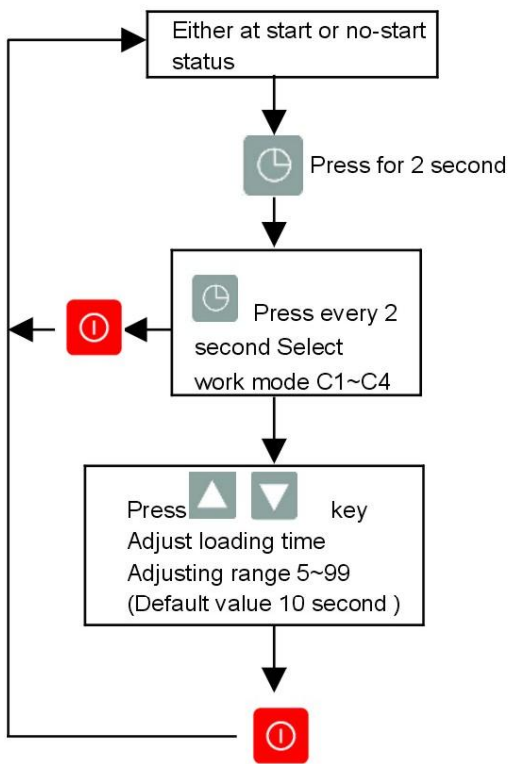 Either at start or no-start
status
Press for 2 second
Press every 2
second Select
work mode C1~C4
Press key
Adjust loading time
Adjusting range 5~99
(Default value 10 second )